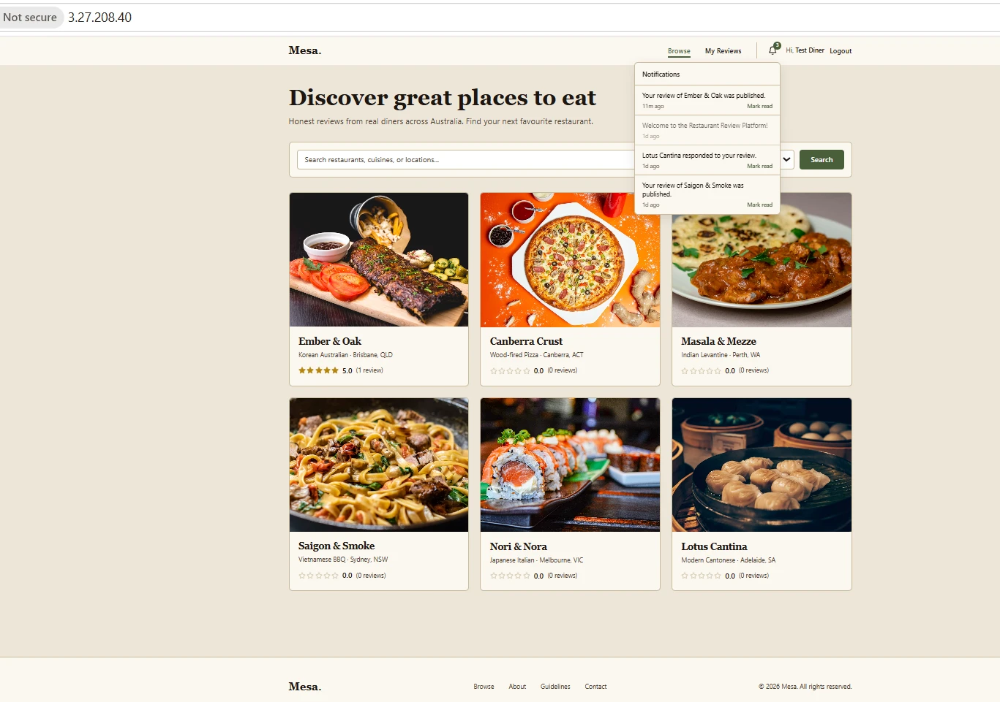 Not secure 3.27.208.40
Mesa.
Browse My Reviews 3 Hi, Test Diner Logout
Notifications
Your review of Ember & Oak was published.
11m ago Mark read
Welcome to the Restaurant Review Platform!
1d ago
Lotus Cantina responded to your review.
1d ago Mark read
Your review of Saigon & Smoke was
published.
1d ago Mark read
Discover great places to eat
Honest reviews from real diners across Australia. Find your next favourite restaurant.
Search restaurants, cuisines, or locations...
Search
Ember & Oak
Korean Australian · Brisbane, QLD
5.0 (1 review)
Canberra Crust
Wood-fired Pizza · Canberra, ACT
0.0 (0 reviews)
Masala & Mezze
Indian Levantine · Perth, WA
0.0 (0 reviews)
Saigon & Smoke
Vietnamese BBQ · Sydney, NSW
0.0 (0 reviews)
Nori & Nora
Japanese Italian · Melbourne, VIC
0.0 (0 reviews)
Lotus Cantina
Modern Cantonese · Adelaide, SA
0.0 (0 reviews)
Mesa.
Browse About Guidelines Contact
© 2026 Mesa. All rights reserved.